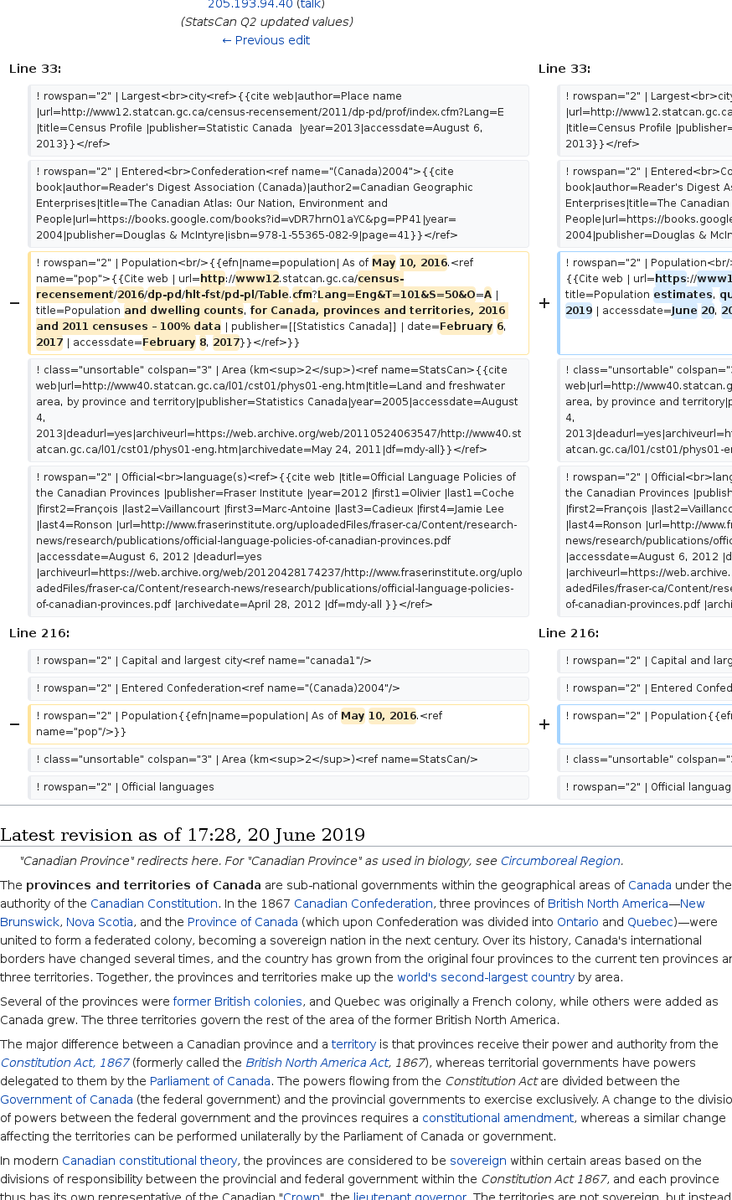 205.193.94.40 (talk)
(StatsCan Q2 updated values)
← Previous edit
Line 33:
! rowspan="2" | Largest<br>city<ref>{{cite web|author=Place name
|url=http://www12.statcan.gc.ca/census-recensement/2011/dp-pd/prof/index.cfm?Lang=E
|title=Census Profile |publisher=Statistic Canada  |year=2013|accessdate=August 6,
2013}}</ref>
! rowspan="2" | Entered<br>Confederation<ref name="(Canada)2004">{{cite
book|author=Reader's Digest Association (Canada)|author2=Canadian Geographic
Enterprises|title=The Canadian Atlas: Our Nation, Environment and
People|url=https://books.google.com/books?id=vDR7hrnO1aYC&pg=PP41|year=
2004|publisher=Douglas & McIntyre|isbn=978-1-55365-082-9|page=41}}</ref>
− ! rowspan="2" | Population<br/>{{efn|name=population| As of May 10, 2016.<ref
name="pop">{{Cite web | url=http://www12.statcan.gc.ca/census-
recensement/2016/dp-pd/hlt-fst/pd-pl/Table.cfm?Lang=Eng&T=101&S=50&O=A |
title=Population and dwelling counts, for Canada, provinces and territories, 2016
and 2011 censuses – 100% data | publisher=[[Statistics Canada]] | date=February 6,
2017 | accessdate=February 8, 2017}}</ref>}}
! class="unsortable" colspan="3" | Area (km<sup>2</sup>)<ref name=StatsCan>{{cite
web|url=http://www40.statcan.gc.ca/l01/cst01/phys01-eng.htm|title=Land and freshwater
area, by province and territory|publisher=Statistics Canada|year=2005|accessdate=August
4,
2013|deadurl=yes|archiveurl=https://web.archive.org/web/20110524063547/http://www40.st
atcan.gc.ca/l01/cst01/phys01-eng.htm|archivedate=May 24, 2011|df=mdy-all}}</ref>
! rowspan="2" | Official<br>language(s)<ref>{{cite web |title=Official Language Policies of
the Canadian Provinces |publisher=Fraser Institute |year=2012 |first1=Olivier |last1=Coche
|first2=François |last2=Vaillancourt |first3=Marc-Antoine |last3=Cadieux |first4=Jamie Lee
|last4=Ronson |url=http://www.fraserinstitute.org/uploadedFiles/fraser-ca/Content/research-
news/research/publications/official-language-policies-of-canadian-provinces.pdf
|accessdate=August 6, 2012 |deadurl=yes
|archiveurl=https://web.archive.org/web/20120428174237/http://www.fraserinstitute.org/uplo
adedFiles/fraser-ca/Content/research-news/research/publications/official-language-policies-
of-canadian-provinces.pdf |archivedate=April 28, 2012 |df=mdy-all }}</ref>
Line 216:
! rowspan="2" | Capital and largest city<ref name="canada1"/>
! rowspan="2" | Entered Confederation<ref name="(Canada)2004"/>
− ! rowspan="2" | Population{{efn|name=population| As of May 10, 2016.<ref
name="pop"/>}}
! class="unsortable" colspan="3" | Area (km<sup>2</sup>)<ref name=StatsCan/>
! rowspan="2" | Official languages
Line 33:
! rowspan="2" | Largest<br>city
|url=http://www12.statcan.gc.ca
|title=Census Profile |publisher=
2013}}</ref>
! rowspan="2" | Entered<br>Co
book|author=Reader's Digest As
Enterprises|title=The Canadian
People|url=https://books.google
2004|publisher=Douglas & McIn
+ ! rowspan="2" | Population<br/>
{{Cite web | url=https://www1
title=Population estimates, qu
2019 | accessdate=June 20, 20
! class="unsortable" colspan="
web|url=http://www40.statcan.g
area, by province and territory|p
4,
2013|deadurl=yes|archiveurl=ht
atcan.gc.ca/l01/cst01/phys01-e
! rowspan="2" | Official<br>lang
the Canadian Provinces |publish
|first2=François |last2=Vaillanc
|last4=Ronson |url=http://www.f
news/research/publications/offic
|accessdate=August 6, 2012 |d
|archiveurl=https://web.archive.
adedFiles/fraser-ca/Content/rese
of-canadian-provinces.pdf |archi
Line 216:
! rowspan="2" | Capital and larg
! rowspan="2" | Entered Confed
+ ! rowspan="2" | Population{{ef
! class="unsortable" colspan="
! rowspan="2" | Official languag
Latest revision as of 17:28, 20 June 2019
"Canadian Province" redirects here. For "Canadian Province" as used in biology, see Circumboreal Region.
The provinces and territories of Canada are sub-national governments within the geographical areas of Canada under the
authority of the Canadian Constitution. In the 1867 Canadian Confederation, three provinces of British North America—New
Brunswick, Nova Scotia, and the Province of Canada (which upon Confederation was divided into Ontario and Quebec)—were
united to form a federated colony, becoming a sovereign nation in the next century. Over its history, Canada's international
borders have changed several times, and the country has grown from the original four provinces to the current ten provinces an
three territories. Together, the provinces and territories make up the world's second-largest country by area.
Several of the provinces were former British colonies, and Quebec was originally a French colony, while others were added as
Canada grew. The three territories govern the rest of the area of the former British North America.
The major difference between a Canadian province and a territory is that provinces receive their power and authority from the
Constitution Act, 1867 (formerly called the British North America Act, 1867), whereas territorial governments have powers
delegated to them by the Parliament of Canada. The powers flowing from the Constitution Act are divided between the
Government of Canada (the federal government) and the provincial governments to exercise exclusively. A change to the divisio
of powers between the federal government and the provinces requires a constitutional amendment, whereas a similar change
affecting the territories can be performed unilaterally by the Parliament of Canada or government.
In modern Canadian constitutional theory, the provinces are considered to be sovereign within certain areas based on the
divisions of responsibility between the provincial and federal government within the Constitution Act 1867, and each province
thus has its own representative of the Canadian "Crown", the lieutenant governor. The territories are not sovereign, but instead